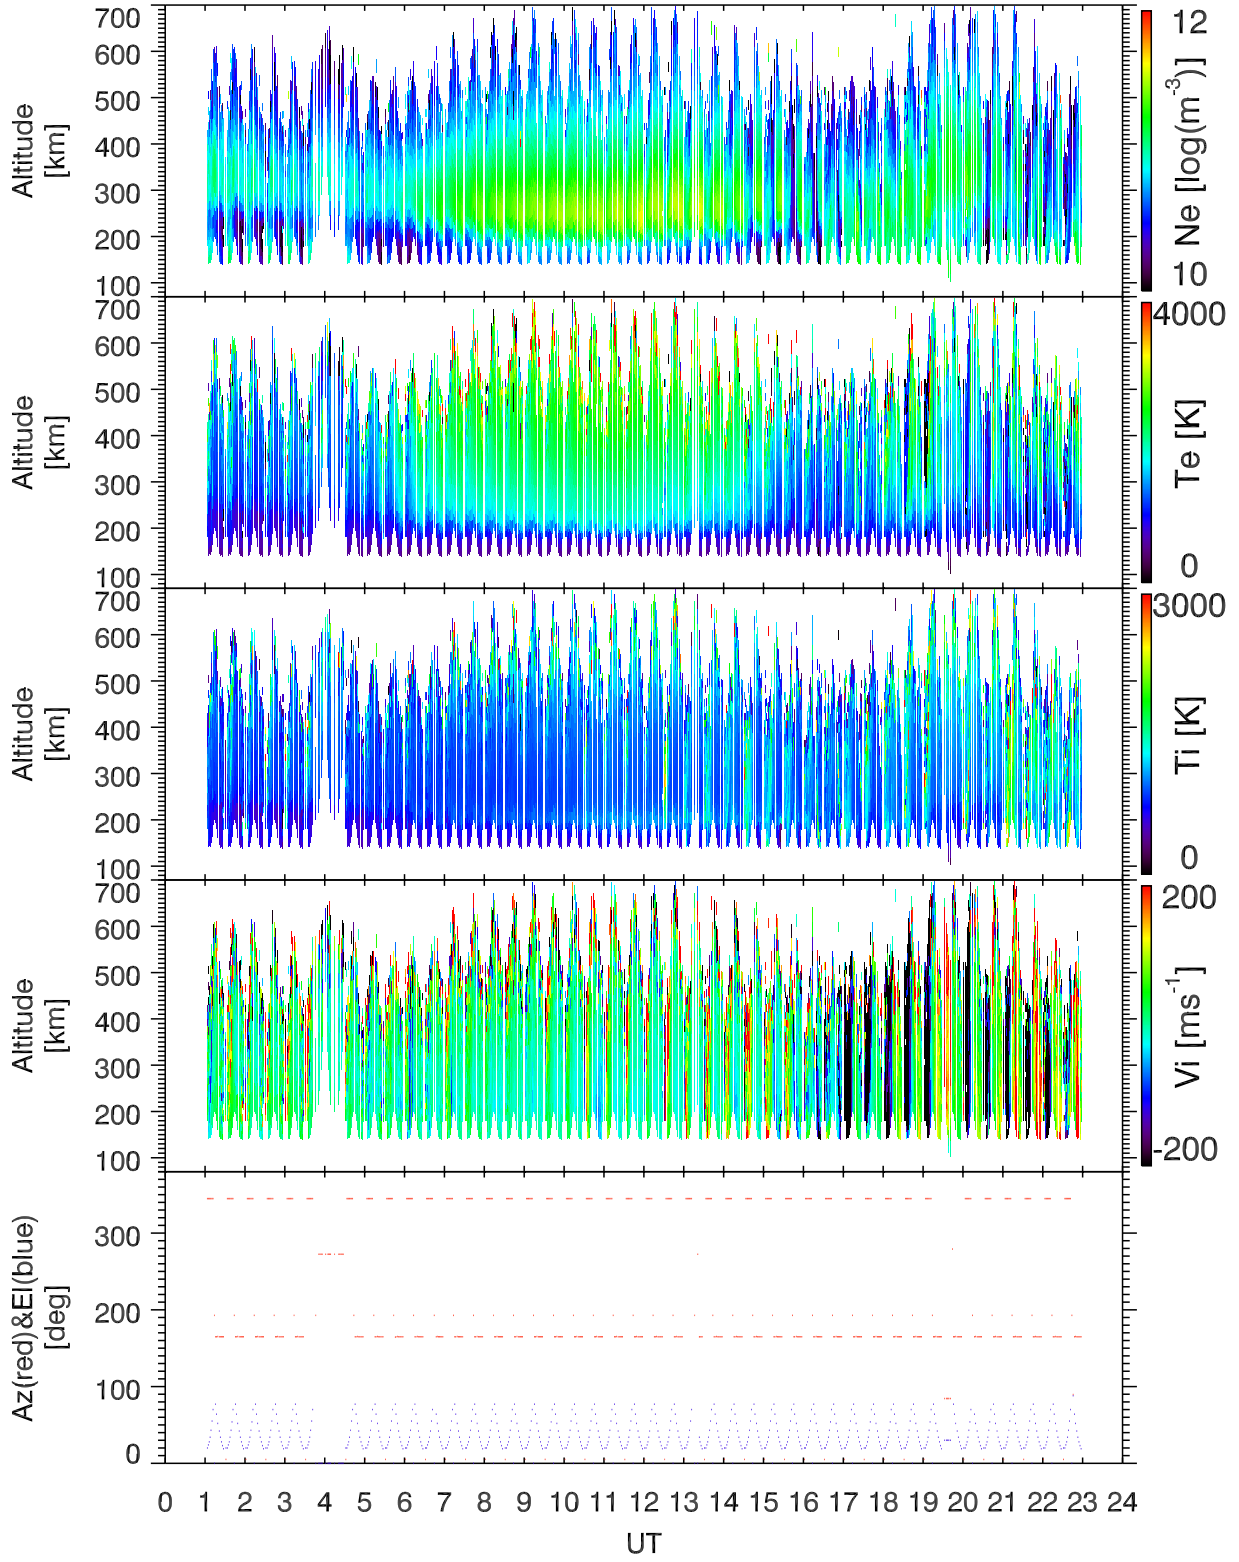 700
600
500
400
300
200
100
Altitude
[km]
12
Ne [log(m⁻³)]
10
700
600
500
400
300
200
100
Altitude
[km]
4000
Te [K]
0
700
600
500
400
300
200
100
Altitude
[km]
3000
Ti [K]
0
700
600
500
400
300
200
100
Altitude
[km]
200
Vi [ms⁻¹]
-200
300
200
100
0
Az(red)&El(blue)
[deg]
0 1 2 3 4 5 6 7 8 9 10 11 12 13 14 15 16 17 18 19 20 21 22 23 24
UT